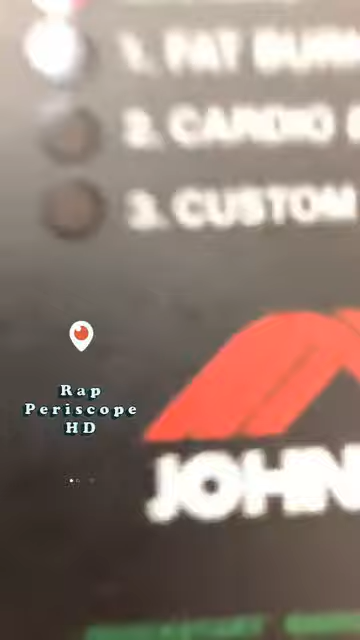 1. FAT BURN
2. CARDIO
3. CUSTOM
Rap
Periscope
HD
JOHN